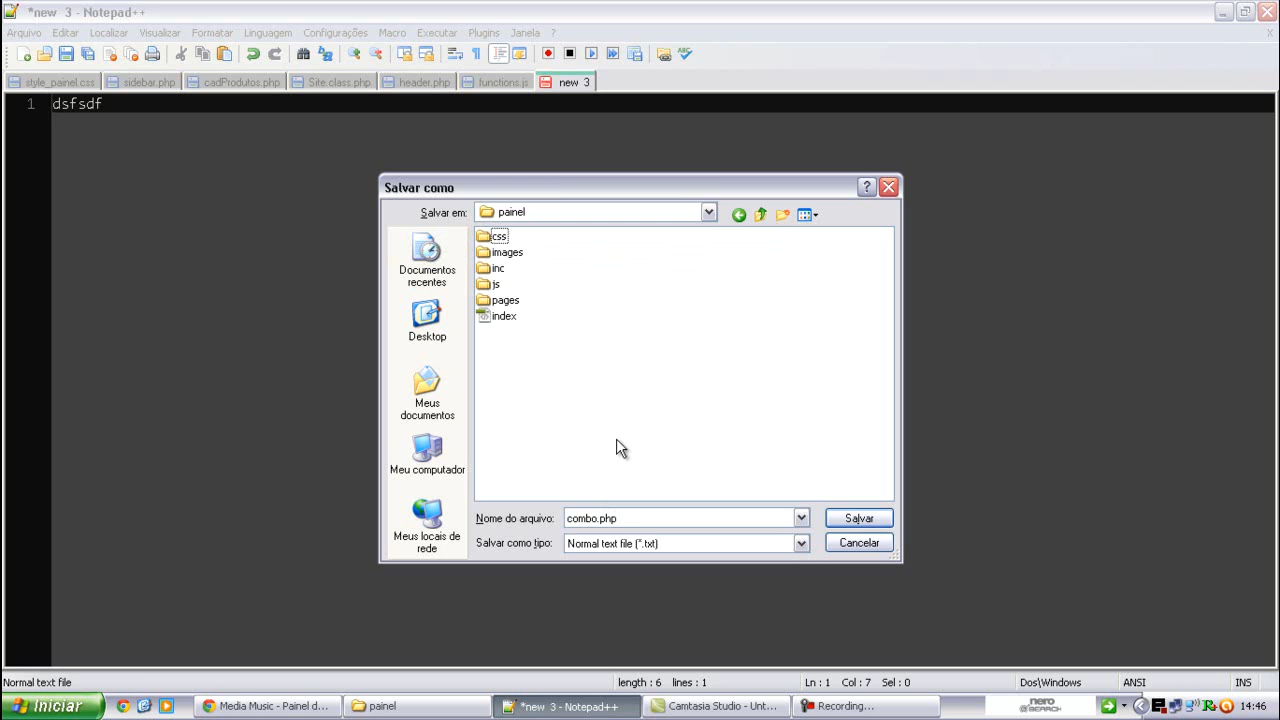 *new 3 - Notepad++
Arquivo Editar Localizar Visualizar Formatar Linguagem Configurações Macro Executar Plugins Janela ? X
style_painel.css sidebar.php cadProdutos.php Site.class.php header.php functions.js new 3
1 dsfsdf
Salvar como
Salvar em: painel
css
images
inc
js
pages
index
Documentos recentes
Desktop
Meus documentos
Meu computador
Meus locais de rede
Nome do arquivo: combo.php Salvar
Salvar como tipo: Normal text file (*.txt) Cancelar
Normal text file length : 6 lines : 1 Ln : 1 Col : 7 Sel : 0 Dos\Windows ANSI INS
Iniciar Media Music - Painel d... painel *new 3 - Notepad++ Camtasia Studio - Unt... Recording... nero SEARCH 14:46